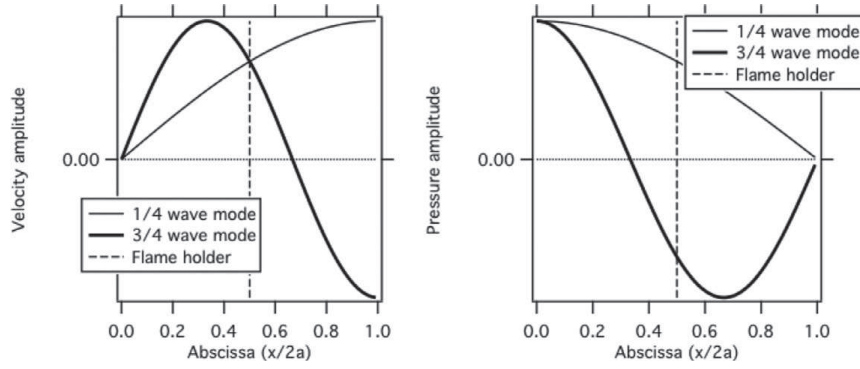 Velocity amplitude
0.00
1/4 wave mode
3/4 wave mode
Flame holder
0.0 0.2 0.4 0.6 0.8 1.0
Abscissa (x/2a)
Pressure amplitude
0.00
1/4 wave mode
3/4 wave mode
Flame holder
0.0 0.2 0.4 0.6 0.8 1.0
Abscissa (x/2a)